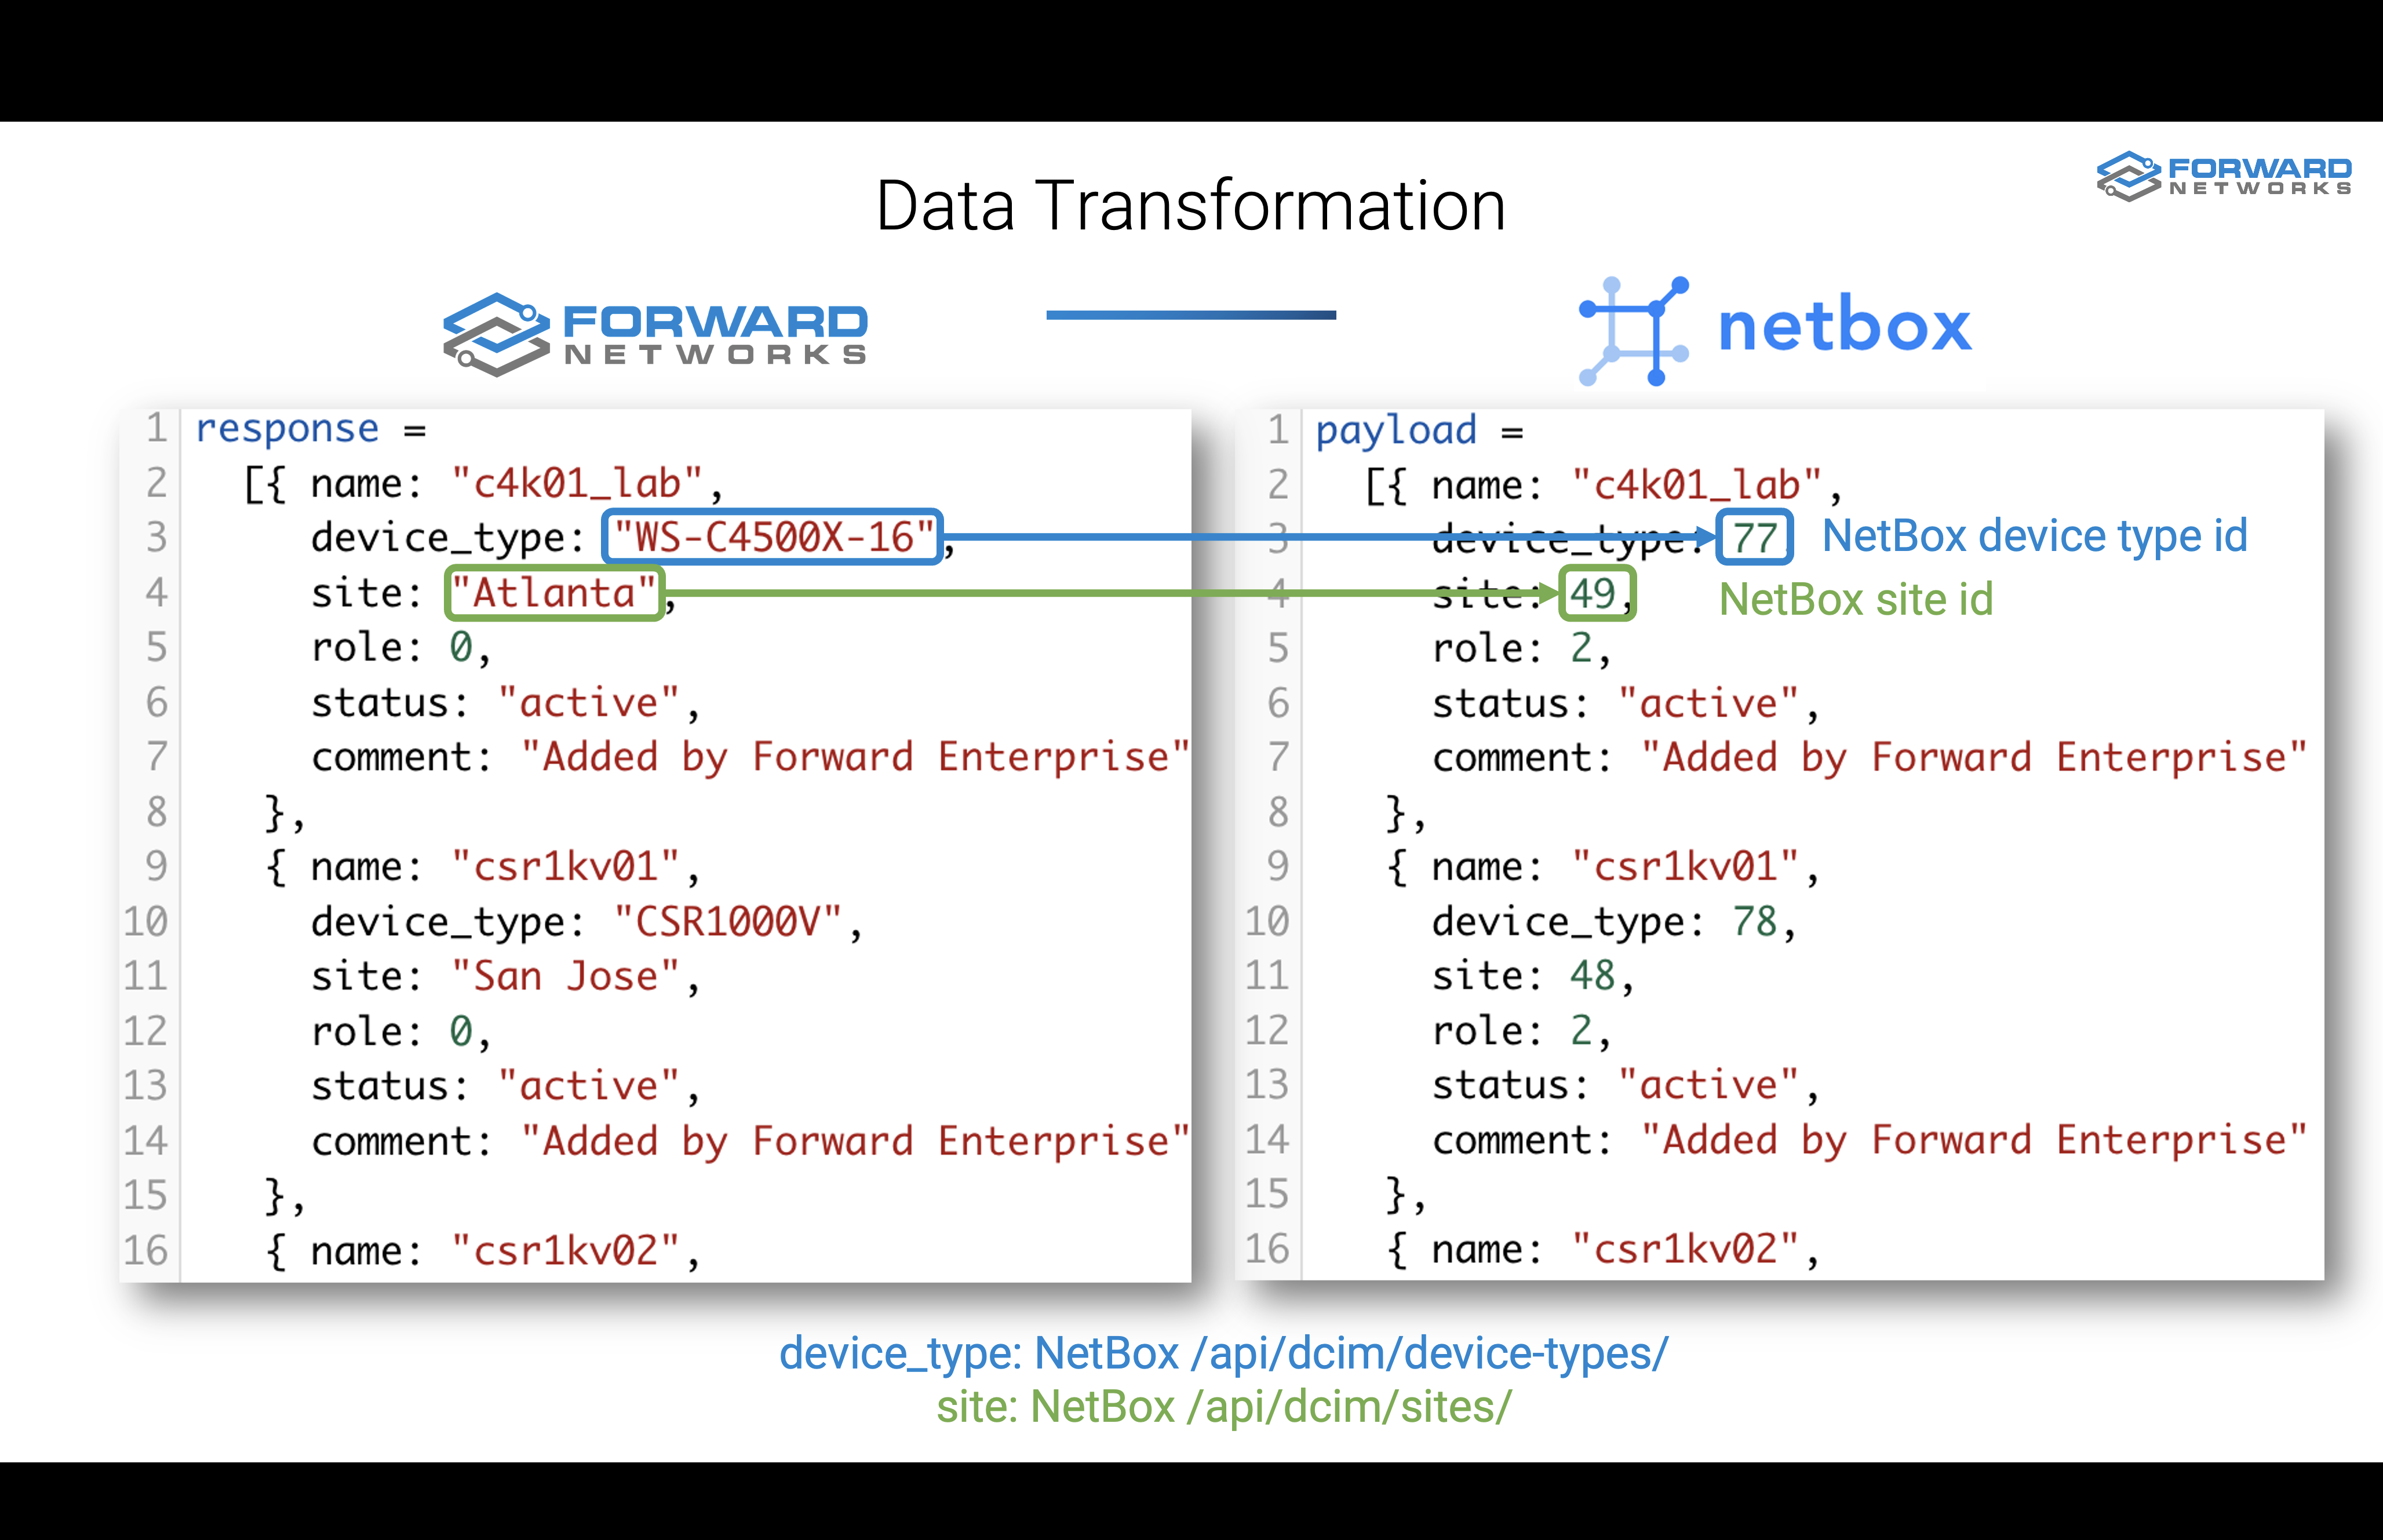 FORWARD
NETWORKS
Data Transformation
FORWARD
NETWORKS
netbox
1 response =
2 [{ name: "c4k01_lab",
3 device_type: "WS-C4500X-16",
4 site: "Atlanta",
5 role: 0,
6 status: "active",
7 comment: "Added by Forward Enterprise"
8 },
9 { name: "csr1kv01",
10 device_type: "CSR1000V",
11 site: "San Jose",
12 role: 0,
13 status: "active",
14 comment: "Added by Forward Enterprise"
15 },
16 { name: "csr1kv02",
1 payload =
2 [{ name: "c4k01_lab",
3 device_type: 77 NetBox device type id
4 site: 49, NetBox site id
5 role: 2,
6 status: "active",
7 comment: "Added by Forward Enterprise"
8 },
9 { name: "csr1kv01",
10 device_type: 78,
11 site: 48,
12 role: 2,
13 status: "active",
14 comment: "Added by Forward Enterprise"
15 },
16 { name: "csr1kv02",
device_type: NetBox /api/dcim/device-types/
site: NetBox /api/dcim/sites/